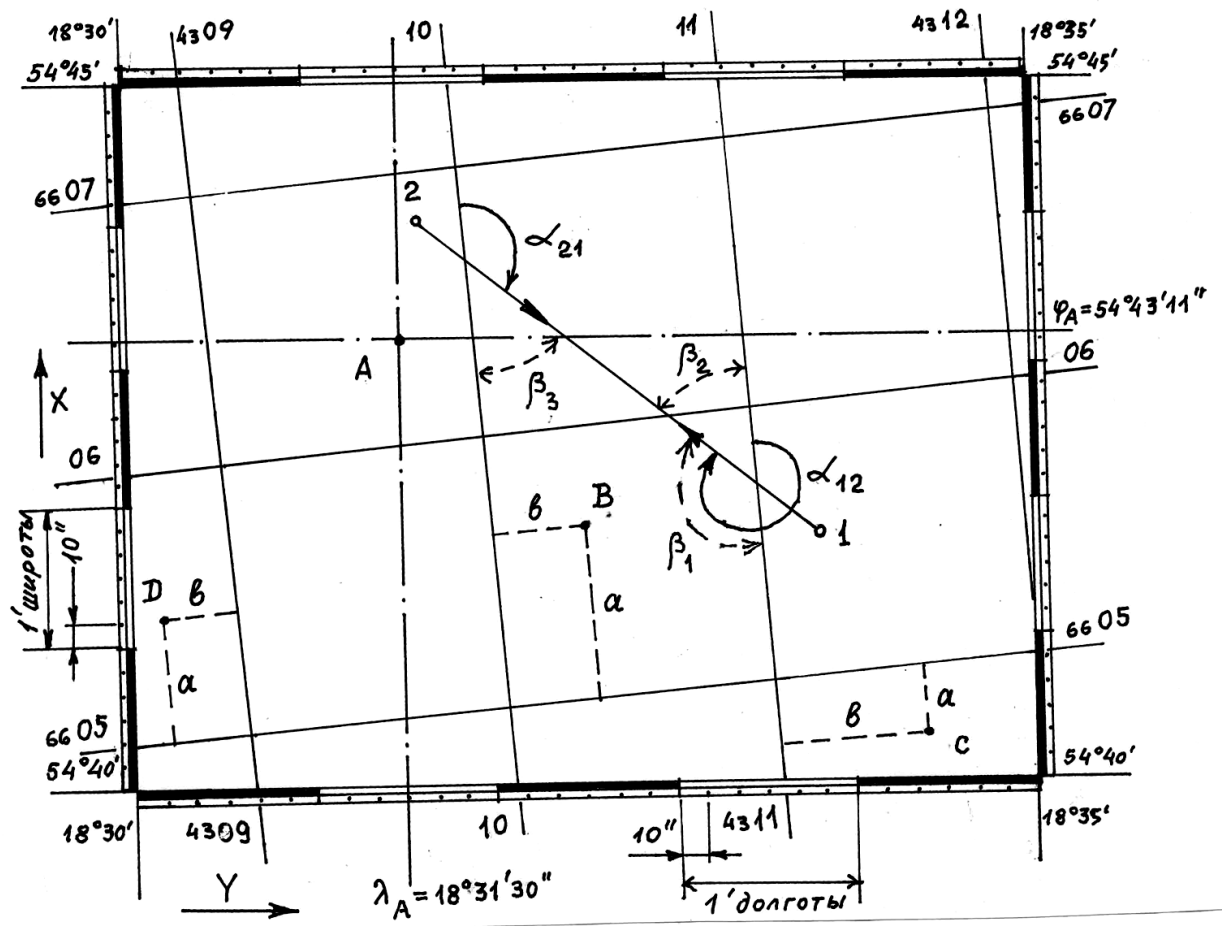 18°30' 4309 10 11 4312 18°35'
54°45' 54°45'
6607
6607
2
α21
φA=54°43'11"
A
β3 β2
06
X
06
α12
B
в
1
β1
1' широты
10"
D в
a
a
6605
a
в
C
6605
54°40' 54°40'
18°30' 4309 10 10" 4311 18°35'
Y
λA=18°31'30"
1' долготы